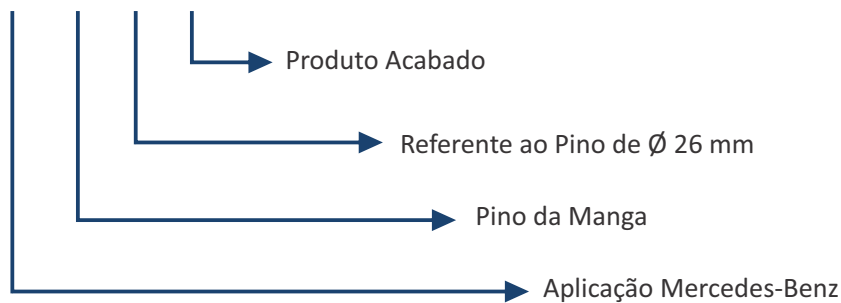 Produto Acabado
Referente ao Pino de Ø 26 mm
Pino da Manga
Aplicação Mercedes-Benz